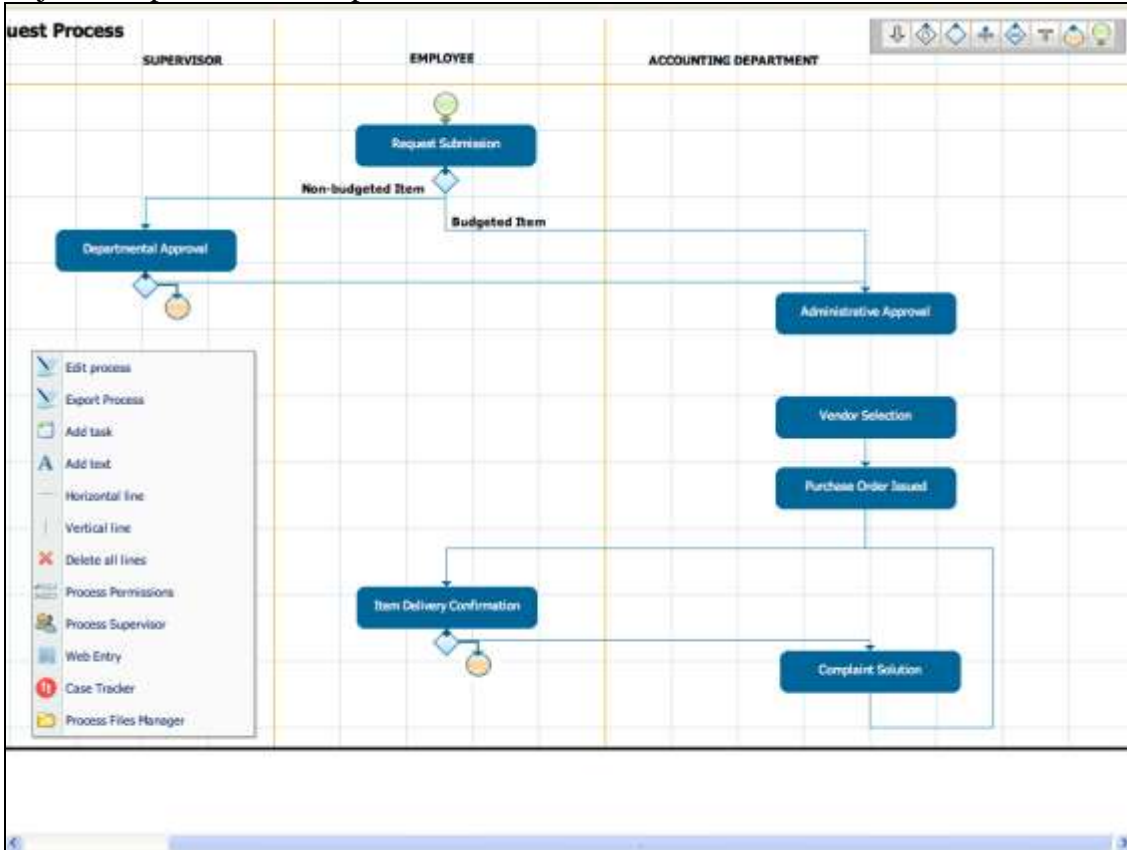 uest Process
SUPERVISOR
EMPLOYEE
ACCOUNTING DEPARTMENT
Request Submission
Non-budgeted Item
Budgeted Item
Departmental Approval
Administrative Approval
Edit process
Export Process
Add task
Add text
Horizontal line
Vertical line
Delete all lines
Process Permissions
Process Supervisor
Web Entry
Case Tracker
Process Files Manager
Vendor Selection
Purchase Order Issued
Item Delivery Confirmation
Complaint Solution